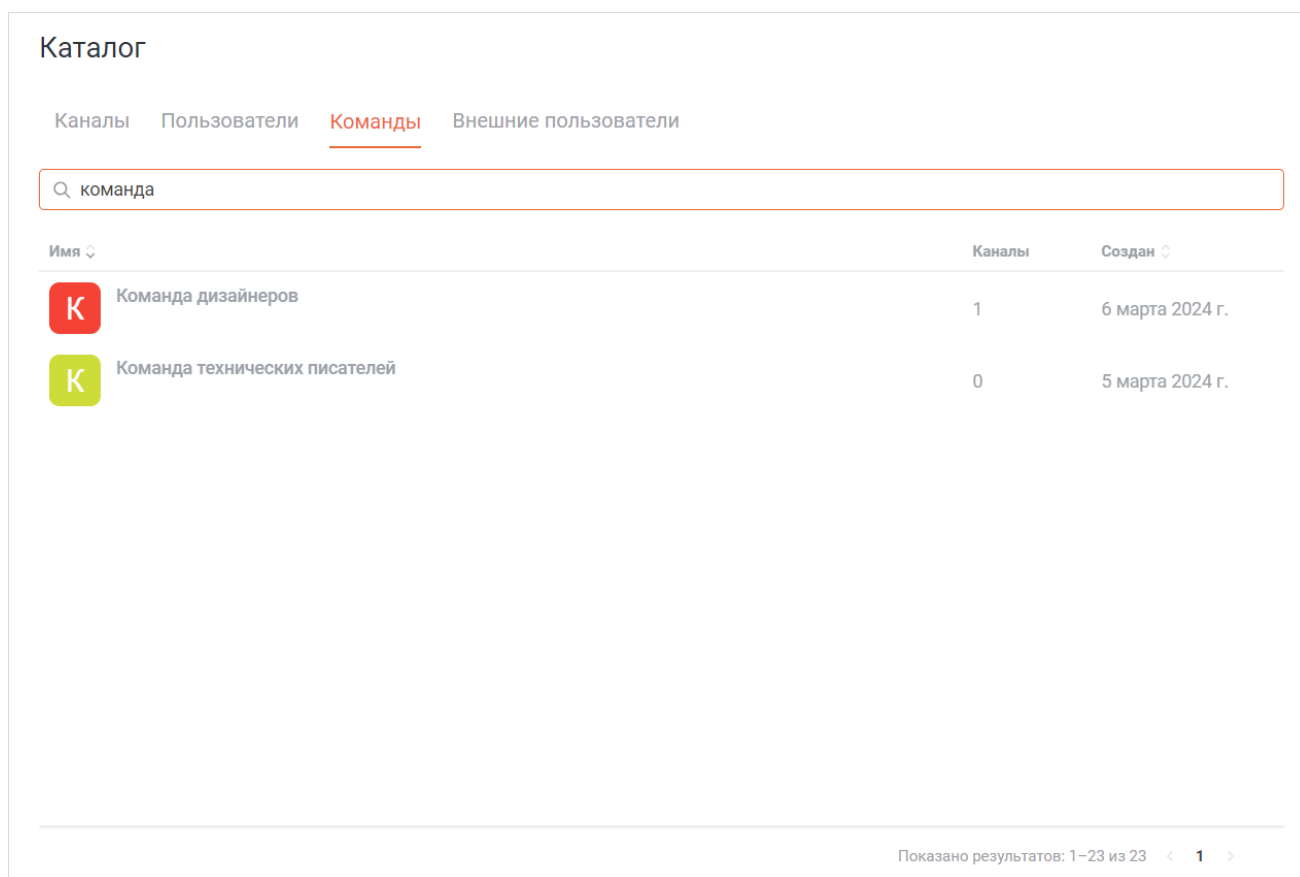 Каталог
Каналы Пользователи Команды Внешние пользователи
команда
Имя Каналы Создан
К Команда дизайнеров 1 6 марта 2024 г.
К Команда технических писателей 0 5 марта 2024 г.
Показано результатов: 1–23 из 23 < 1 >